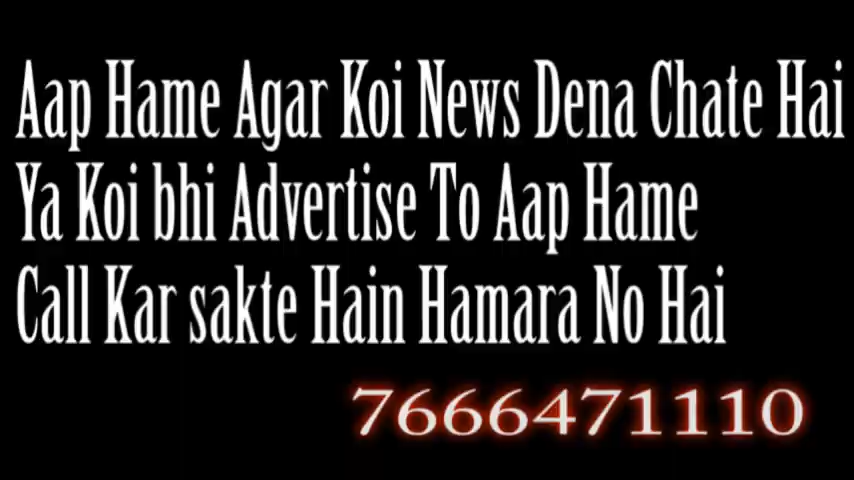 Aap Hame Agar Koi News Dena Chate Hai
Ya Koi bhi Advertise To Aap Hame
Call Kar sakte Hain Hamara No Hai
7666471110